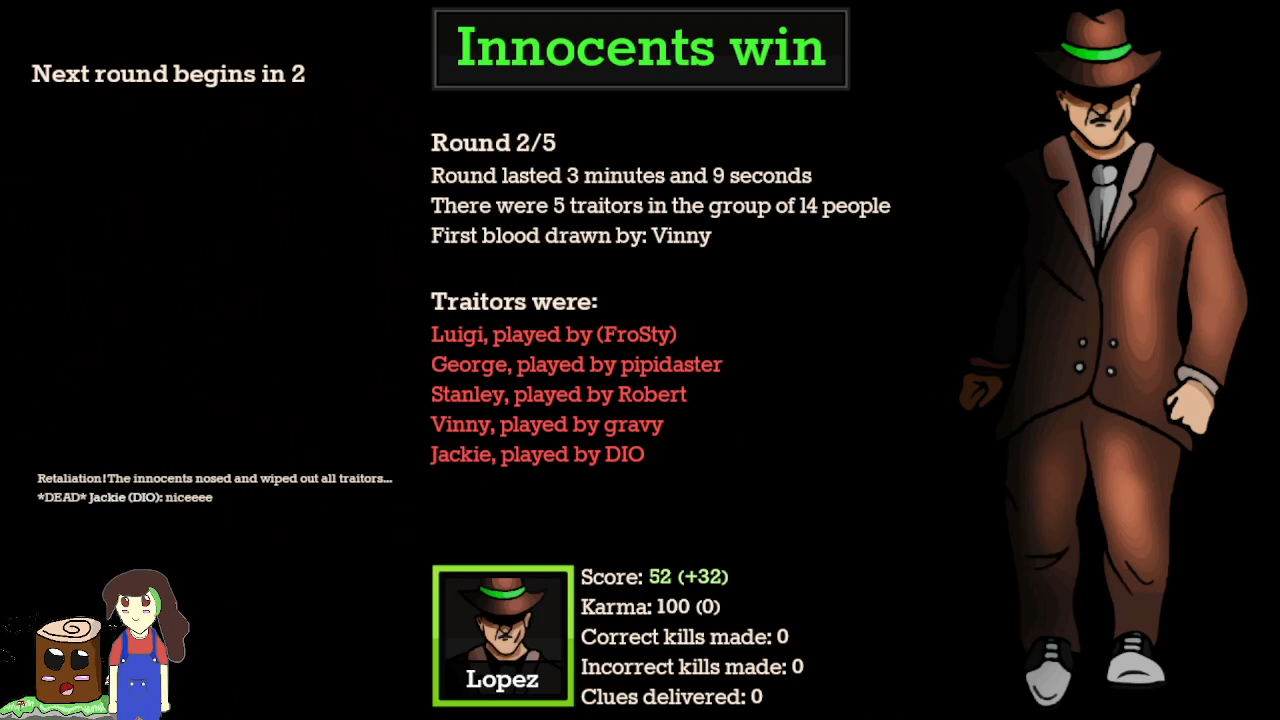 Innocents win
Next round begins in 2
Round 2/5
Round lasted 3 minutes and 9 seconds
There were 5 traitors in the group of 14 people
First blood drawn by: Vinny
Traitors were:
Luigi, played by (FroSty)
George, played by pipidaster
Stanley, played by Robert
Vinny, played by gravy
Jackie, played by DIO
Retaliation! The innocents nosed and wiped out all traitors...
*DEAD* Jackie (DIO): niceeee
Score: 52 (+32)
Karma: 100 (0)
Correct kills made: 0
Incorrect kills made: 0
Clues delivered: 0
Lopez